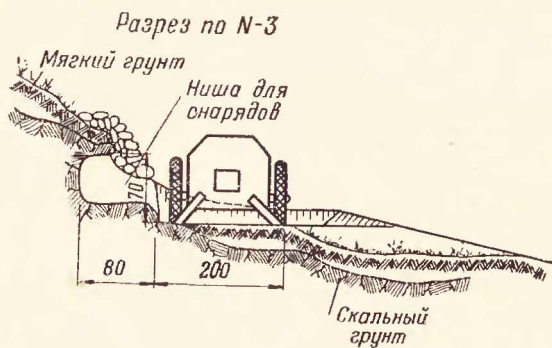 Разрез по N-3
Мягкий грунт
Ниша для
снарядов
70
80
200
Скальный
грунт